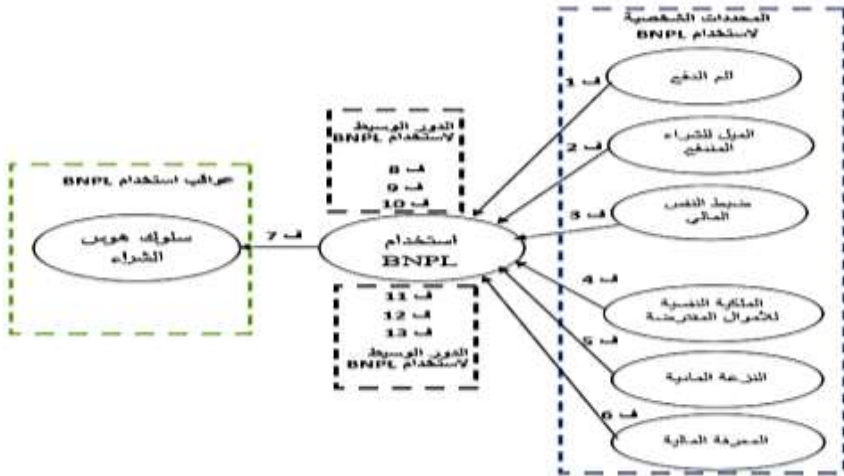 المحددات الشخصية
لاستخدام BNPL
ألم الدفع
ف 1
الميل للشراء
المندفع
ف 2
ضبط النفس
المالي
ف 3
الملكية النفسية
للأموال المقترضة
ف 4
النزعة المادية
ف 5
المعرفة المالية
ف 6
الدور الوسيط
لاستخدام BNPL
ف 8
ف 9
ف 10
استخدام
BNPL
ف 11
ف 12
ف 13
الدور الوسيط
لاستخدام BNPL
ف 7
عواقب استخدام BNPL
سلوك هوس
الشراء